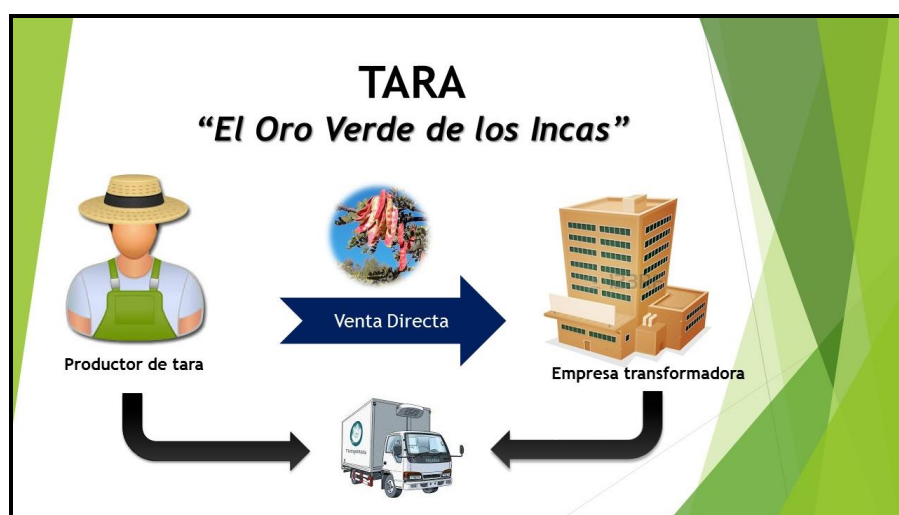 TARA
“El Oro Verde de los Incas”
Venta Directa
Productor de tara
Empresa transformadora